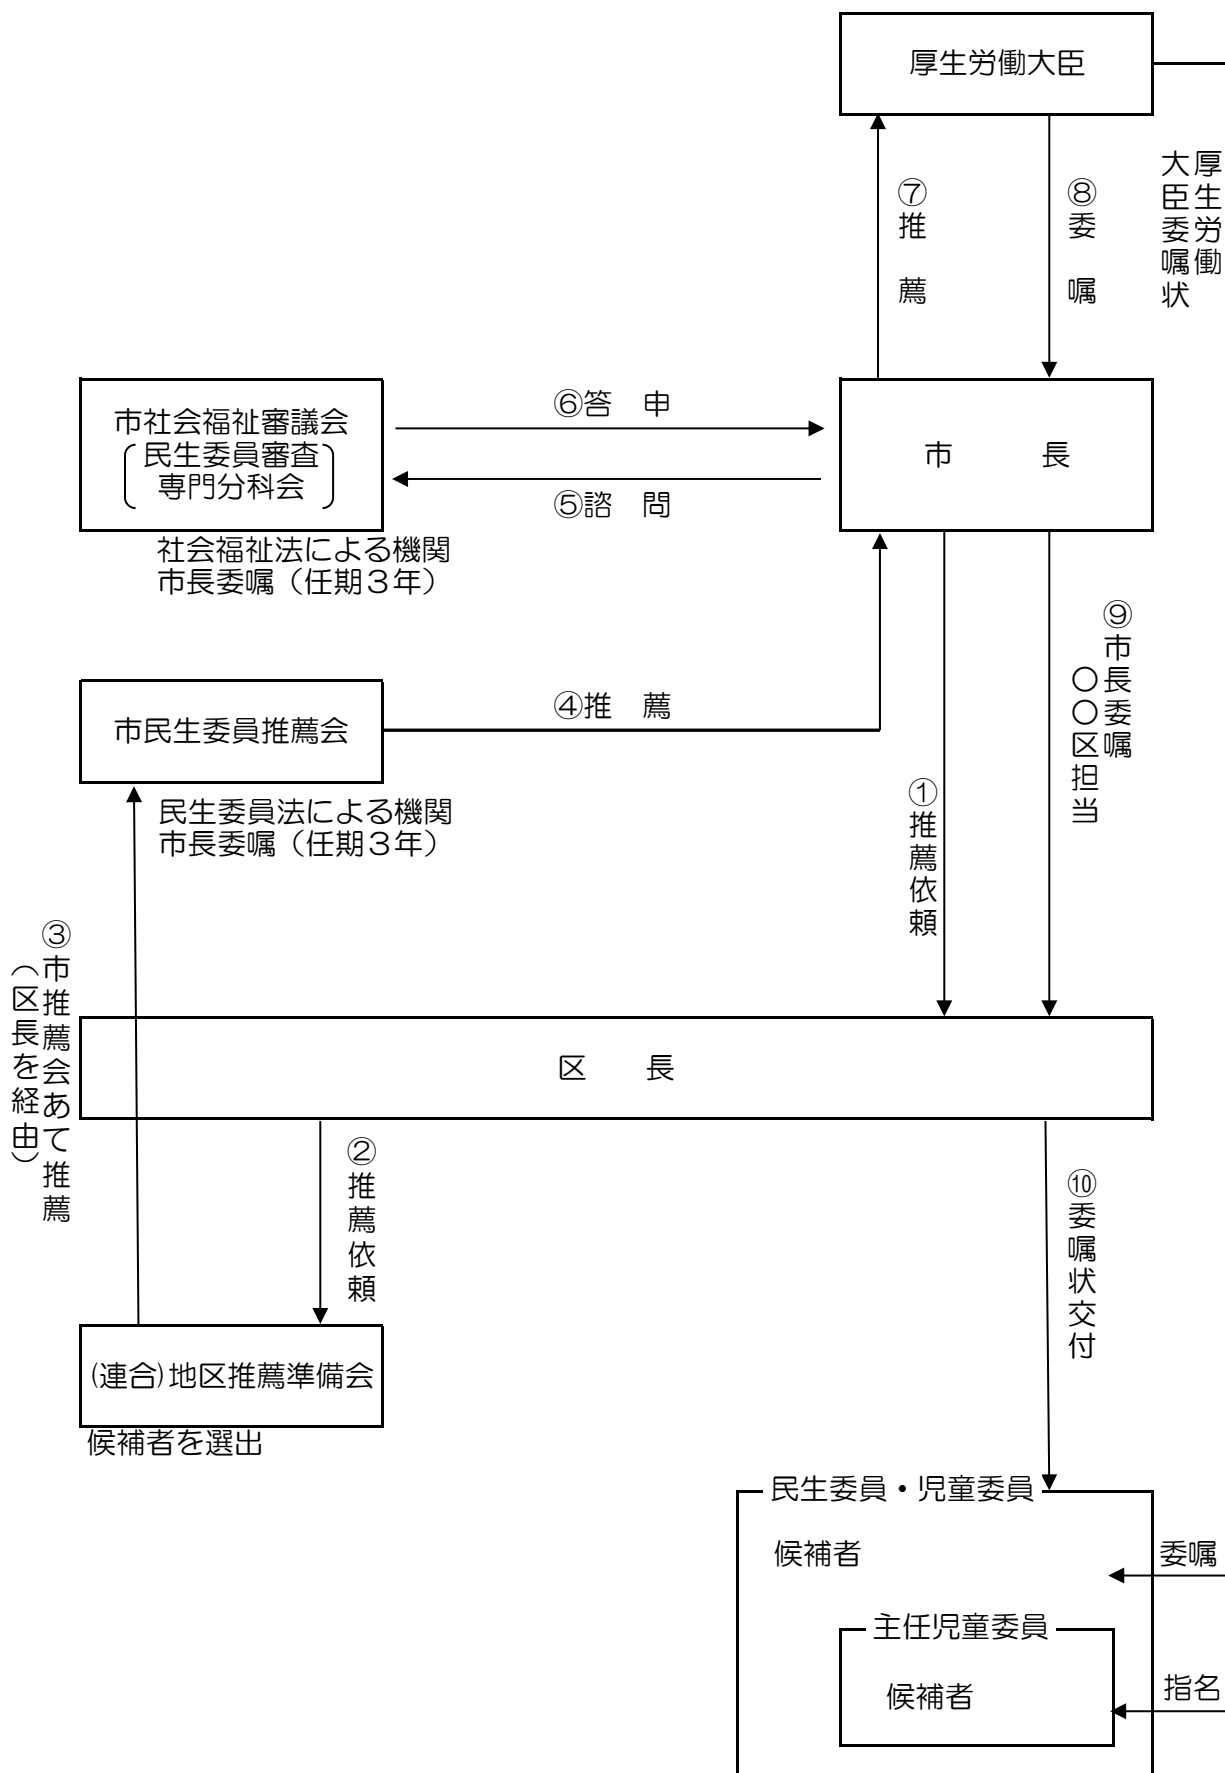 厚生労働大臣
厚生労働
大臣委嘱状
⑦推　薦
⑧委　嘱
市社会福祉審議会
民生委員審査
専門分科会
⑥答　申
⑤諮　問
市　　　長
社会福祉法による機関
市長委嘱（任期３年）
市民生委員推薦会
④推　薦
民生委員法による機関
市長委嘱（任期３年）
①推薦依頼
⑨市長委嘱
〇〇区担当
③市推薦会あて推薦
（区長を経由）
区　　長
②推薦依頼
⑩委嘱状交付
(連合)地区推薦準備会
候補者を選出
民生委員・児童委員
候補者
委嘱
主任児童委員
候補者
指名